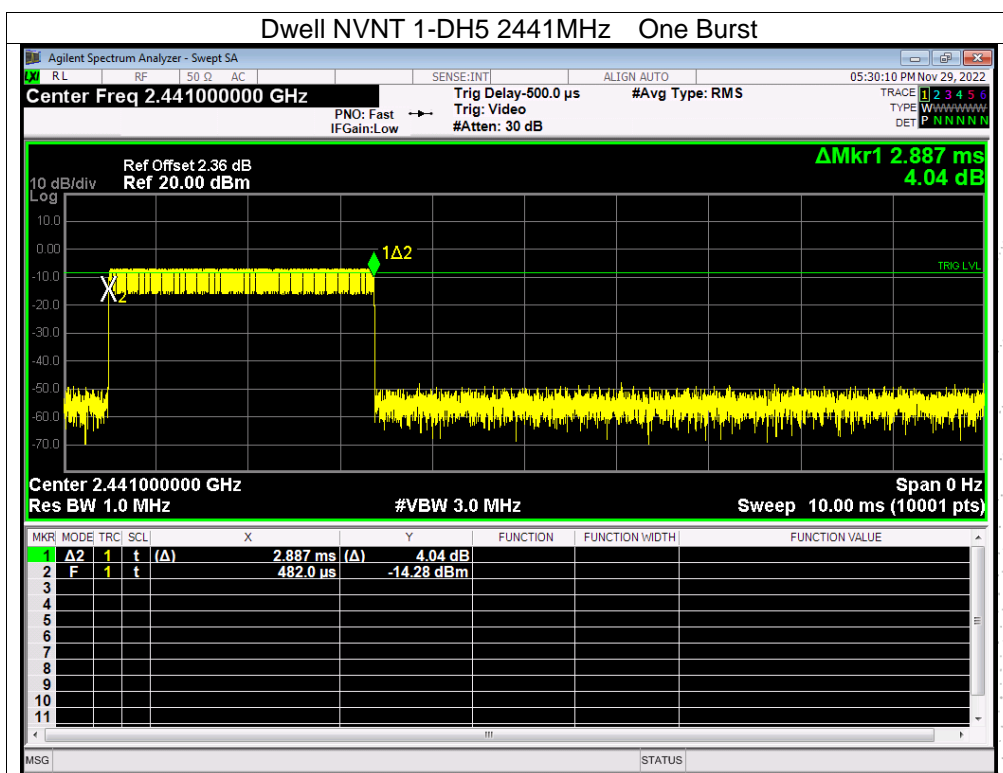 Dwell NVNT 1-DH5 2441MHz    One Burst
Agilent Spectrum Analyzer - Swept SA
LXI RL RF 50 Ω AC SENSE:INT ALIGN AUTO 05:30:10 PM Nov 29, 2022
Center Freq 2.441000000 GHz Trig Delay-500.0 µs #Avg Type: RMS TRACE 1 2 3 4 5 6
PNO: Fast Trig: Video TYPE WWWWWW
IFGain:Low #Atten: 30 dB DET P N N N N N
ΔMkr1 2.887 ms
Ref Offset 2.36 dB
10 dB/div Ref 20.00 dBm 4.04 dB
Log
10.0
0.00
1Δ2
TRIG LVL
-10.0
X2
-20.0
-30.0
-40.0
-50.0
-60.0
-70.0
Center 2.441000000 GHz Span 0 Hz
Res BW 1.0 MHz #VBW 3.0 MHz Sweep 10.00 ms (10001 pts)
MKR MODE TRC SCL X Y FUNCTION FUNCTION WIDTH FUNCTION VALUE
1 Δ2 1 t (Δ) 2.887 ms (Δ) 4.04 dB
2 F 1 t 482.0 µs -14.28 dBm
3
4
5
6
7
8
9
10
11
MSG STATUS